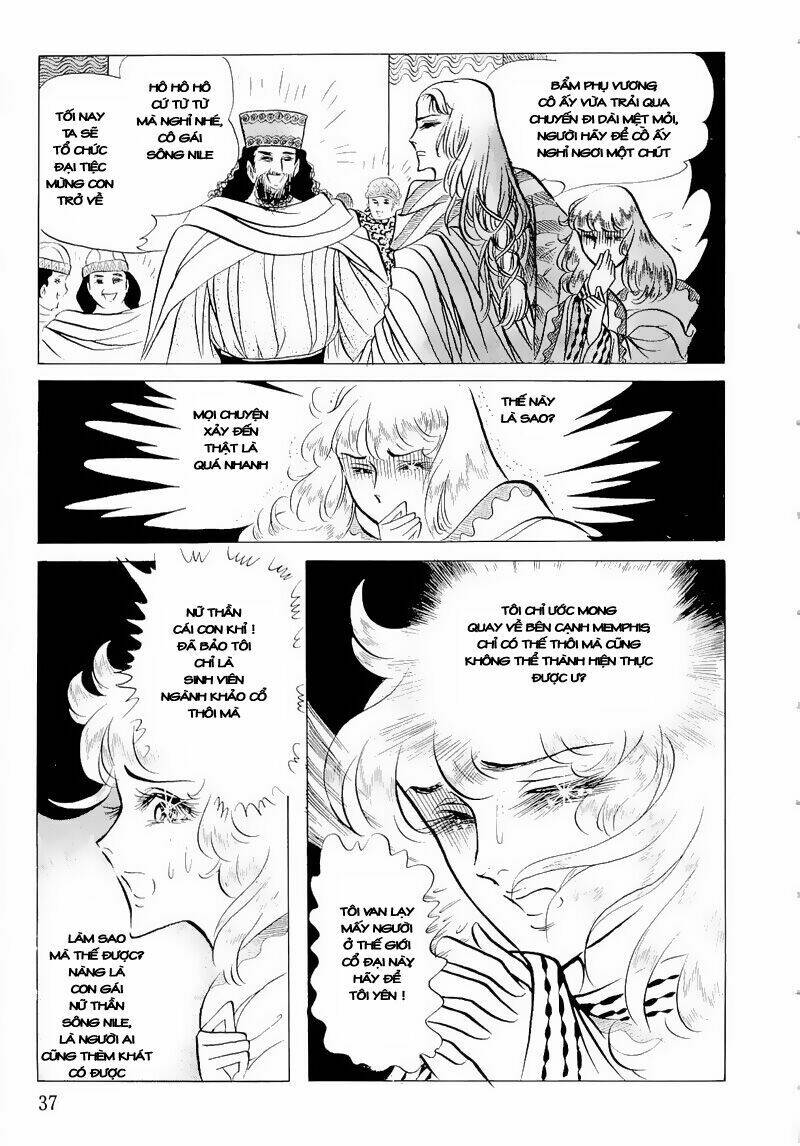 BẨM PHỤ VƯƠNG,
CÔ ẤY VỪA TRẢI QUA
CHUYẾN ĐI DÀI MỆT MỎI,
NGƯỜI HÃY ĐỂ CÔ ẤY
NGHỈ NGƠI MỘT CHÚT
HÔ HÔ HÔ
CỨ TỪ TỪ
MÀ NGHỈ NHÉ,
CÔ GÁI
SÔNG NILE
TỐI NAY
TA SẼ
TỔ CHỨC
ĐẠI TIỆC
MỪNG CON
TRỞ VỀ
THẾ NÀY
LÀ SAO?
MỌI CHUYỆN
XẢY ĐẾN
THẬT LÀ
QUÁ NHANH
TÔI CHỈ ƯỚC MONG
QUAY VỀ BÊN CẠNH MEMPHIS,
CHỈ CÓ THẾ THÔI MÀ CŨNG
KHÔNG THỂ THÀNH HIỆN THỰC
ĐƯỢC Ư?
TÔI VAN LẠY
MẤY NGƯỜI
Ở THẾ GIỚI
CỔ ĐẠI NÀY
HÃY ĐỂ
TÔI YÊN !
NỮ THẦN
CÁI CON KHỈ !
ĐÃ BẢO TÔI
CHỈ LÀ
SINH VIÊN
NGÀNH KHẢO CỔ
THÔI MÀ
LÀM SAO
MÀ THẾ ĐƯỢC?
NÀNG LÀ
CON GÁI
NỮ THẦN
SÔNG NILE,
LÀ NGƯỜI AI
CŨNG THÈM KHÁT
CÓ ĐƯỢC
37